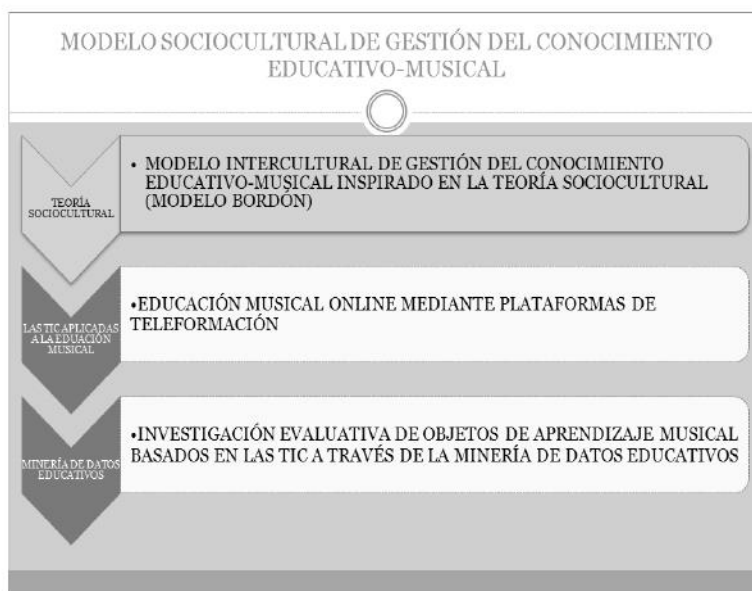 MODELO SOCIOCULTURAL DE GESTIÓN DEL CONOCIMIENTO
EDUCATIVO-MUSICAL
TEORÍA
SOCIOCULTURAL
• MODELO INTERCULTURAL DE GESTIÓN DEL CONOCIMIENTO
EDUCATIVO-MUSICAL INSPIRADO EN LA TEORÍA SOCIOCULTURAL
(MODELO BORDÓN)
LAS TIC APLICADAS
A LA EDUACIÓN
MUSICAL
•EDUCACIÓN MUSICAL ONLINE MEDIANTE PLATAFORMAS DE
TELEFORMACIÓN
MINERÍA DE DATOS
EDUCATIVOS
•INVESTIGACIÓN EVALUATIVA DE OBJETOS DE APRENDIZAJE MUSICAL
BASADOS EN LAS TIC A TRAVÉS DE LA MINERÍA DE DATOS EDUCATIVOS